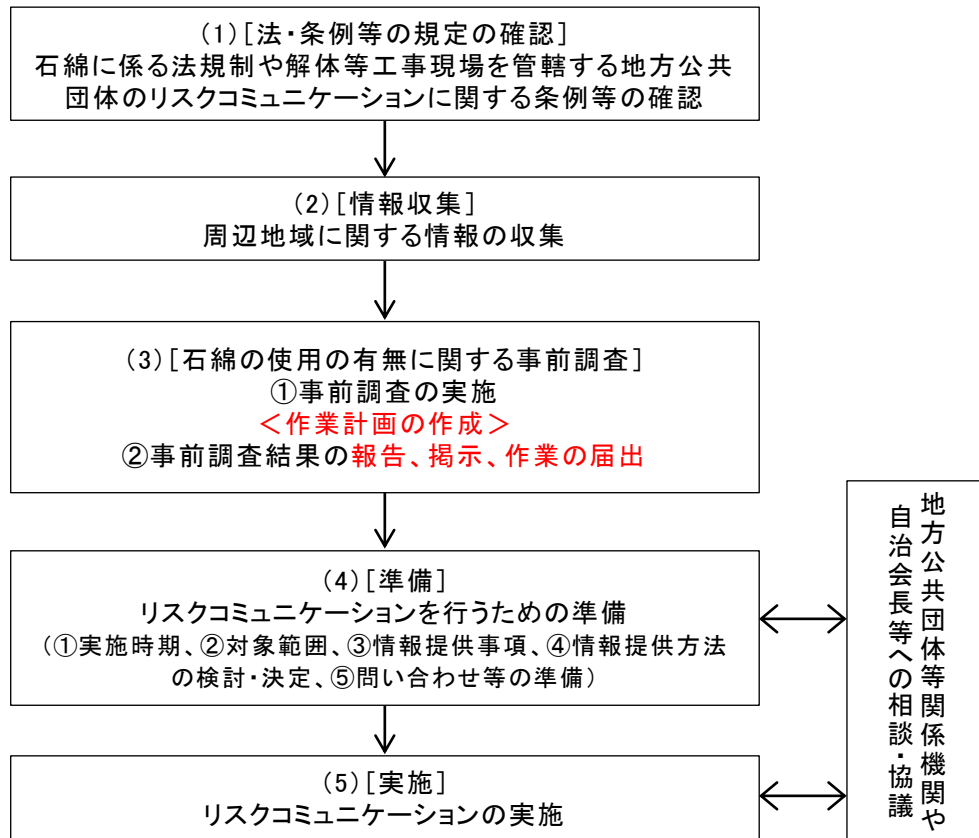 (1)[法・条例等の規定の確認]
石綿に係る法規制や解体等工事現場を管轄する地方公共
団体のリスクコミュニケーションに関する条例等の確認
(2)[情報収集]
周辺地域に関する情報の収集
(3)[石綿の使用の有無に関する事前調査]
①事前調査の実施
＜作業計画の作成＞
②事前調査結果の報告、掲示、作業の届出
(4)[準備]
リスクコミュニケーションを行うための準備
(①実施時期、②対象範囲、③情報提供事項、④情報提供方法
の検討・決定、⑤問い合わせ等の準備)
(5)[実施]
リスクコミュニケーションの実施
地方公共団体等関係機関や
自治会長等への相談・協議